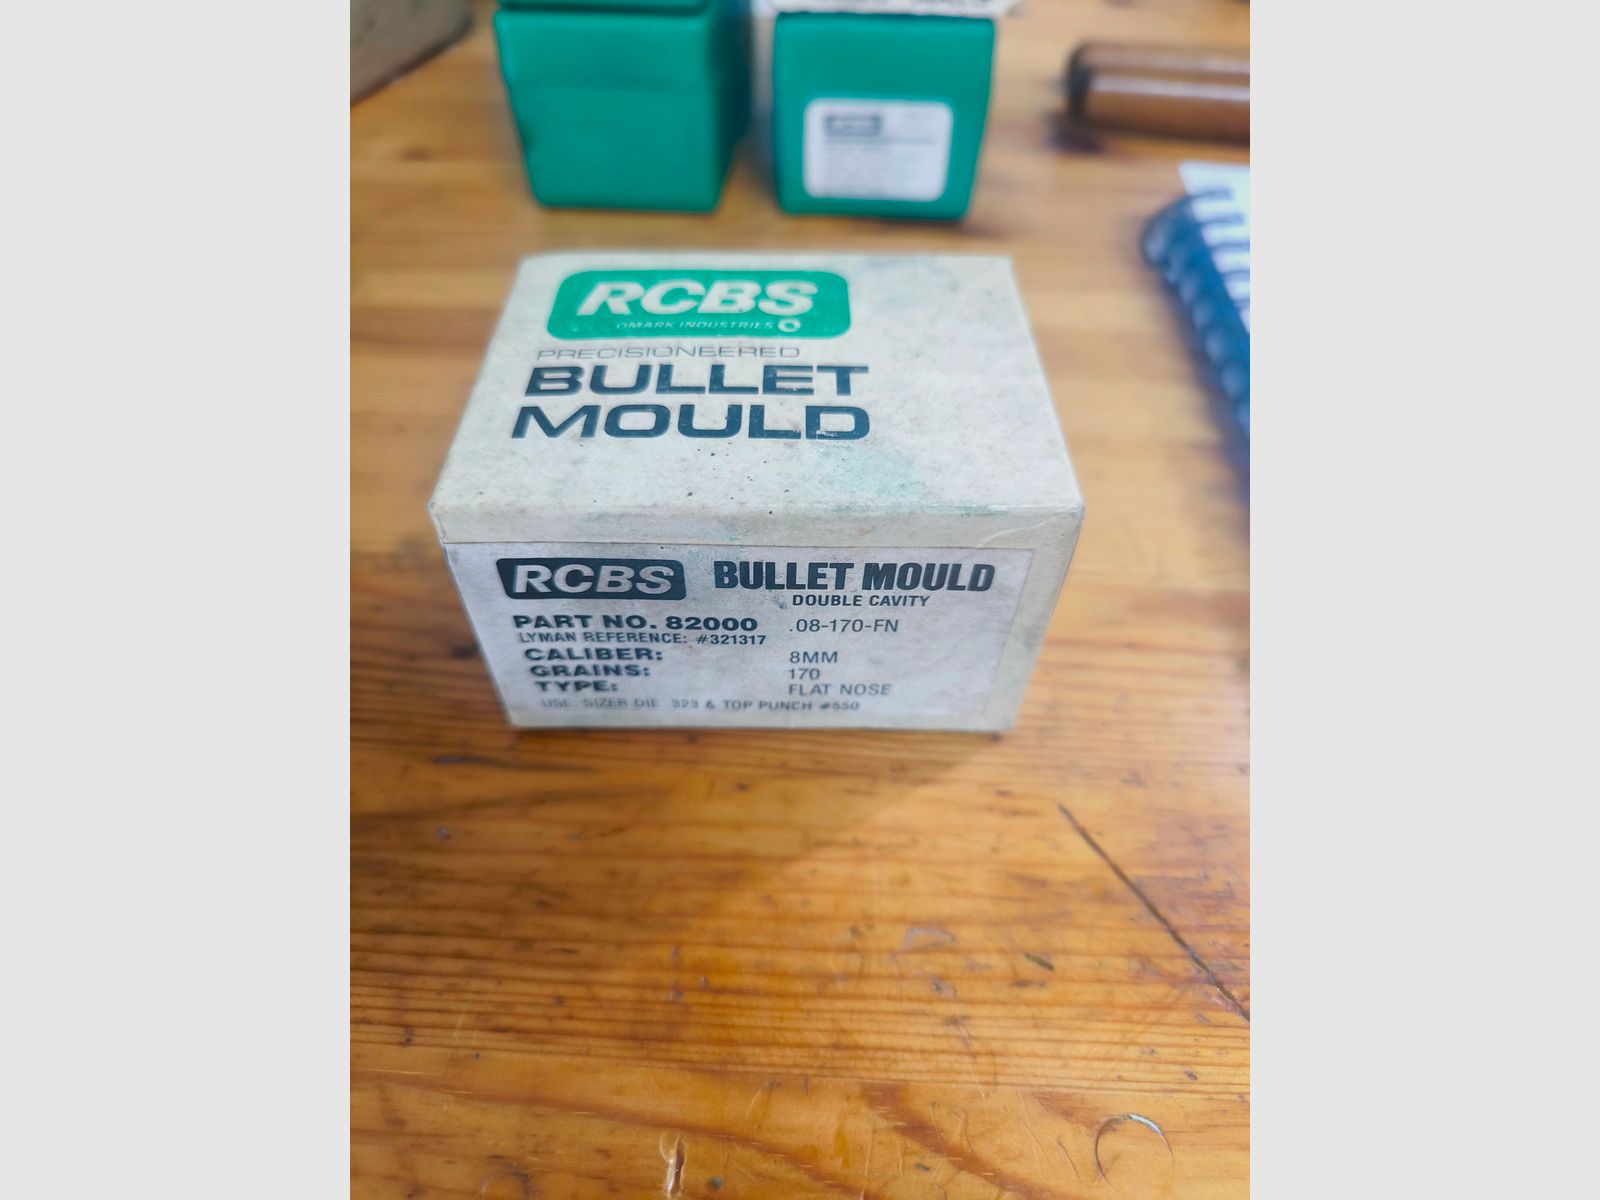 RCBS
OMARK INDUSTRIES
PRECISIONEERED
BULLET
MOULD
RCBS BULLET MOULD
DOUBLE CAVITY
PART NO. 82000 .08-170-FN
LYMAN REFERENCE: #321317
CALIBER: 8MM
GRAINS: 170
TYPE: FLAT NOSE
USE: SIZER DIE .323 & TOP PUNCH #550